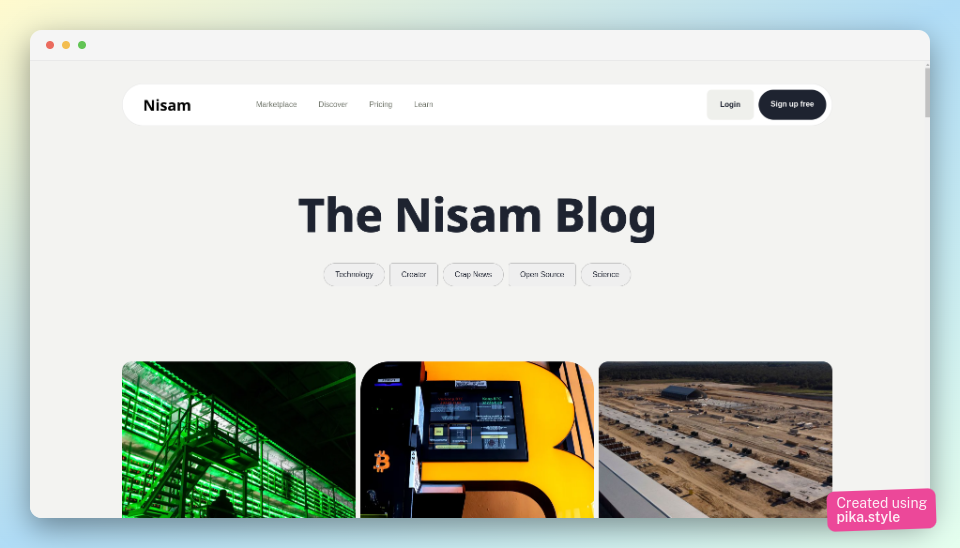 Nisam
Marketplace Discover Pricing Learn
Login
Sign up free
The Nisam Blog
Technology Creator Crap News Open Source Science
Created using
pika.style